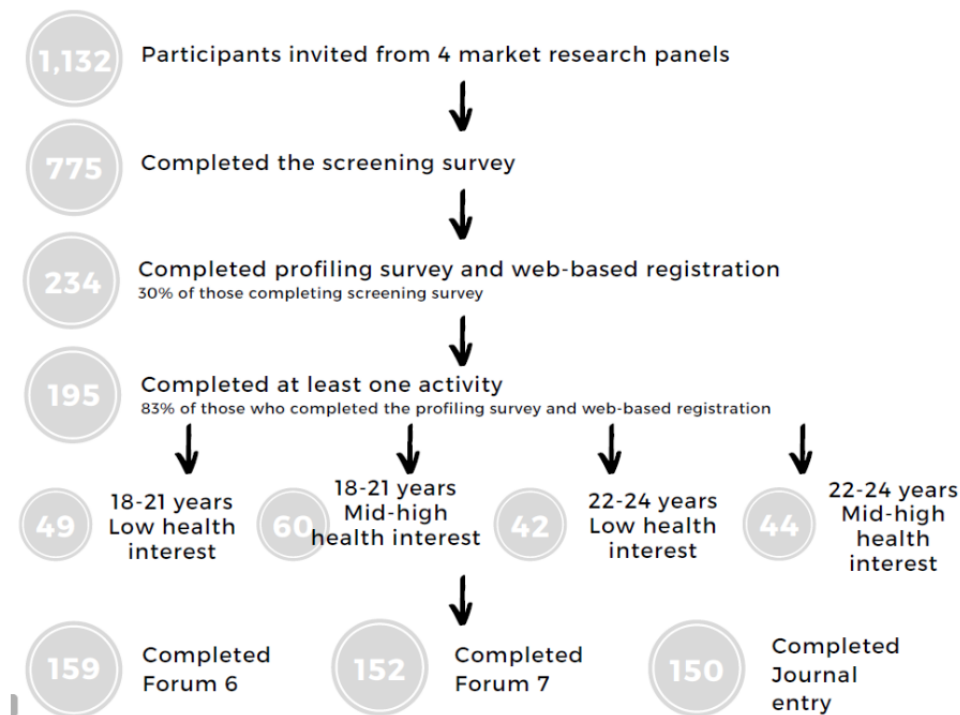 1,132 Participants invited from 4 market research panels
775 Completed the screening survey
234 Completed profiling survey and web-based registration
30% of those completing screening survey
195 Completed at least one activity
83% of those who completed the profiling survey and web-based registration
49
18-21 years
Low health
interest
60
18-21 years
Mid-high
health interest
42
22-24 years
Low health
interest
44
22-24 years
Mid-high
health
interest
159
Completed
Forum 6
152
Completed
Forum 7
150
Completed
Journal
entry